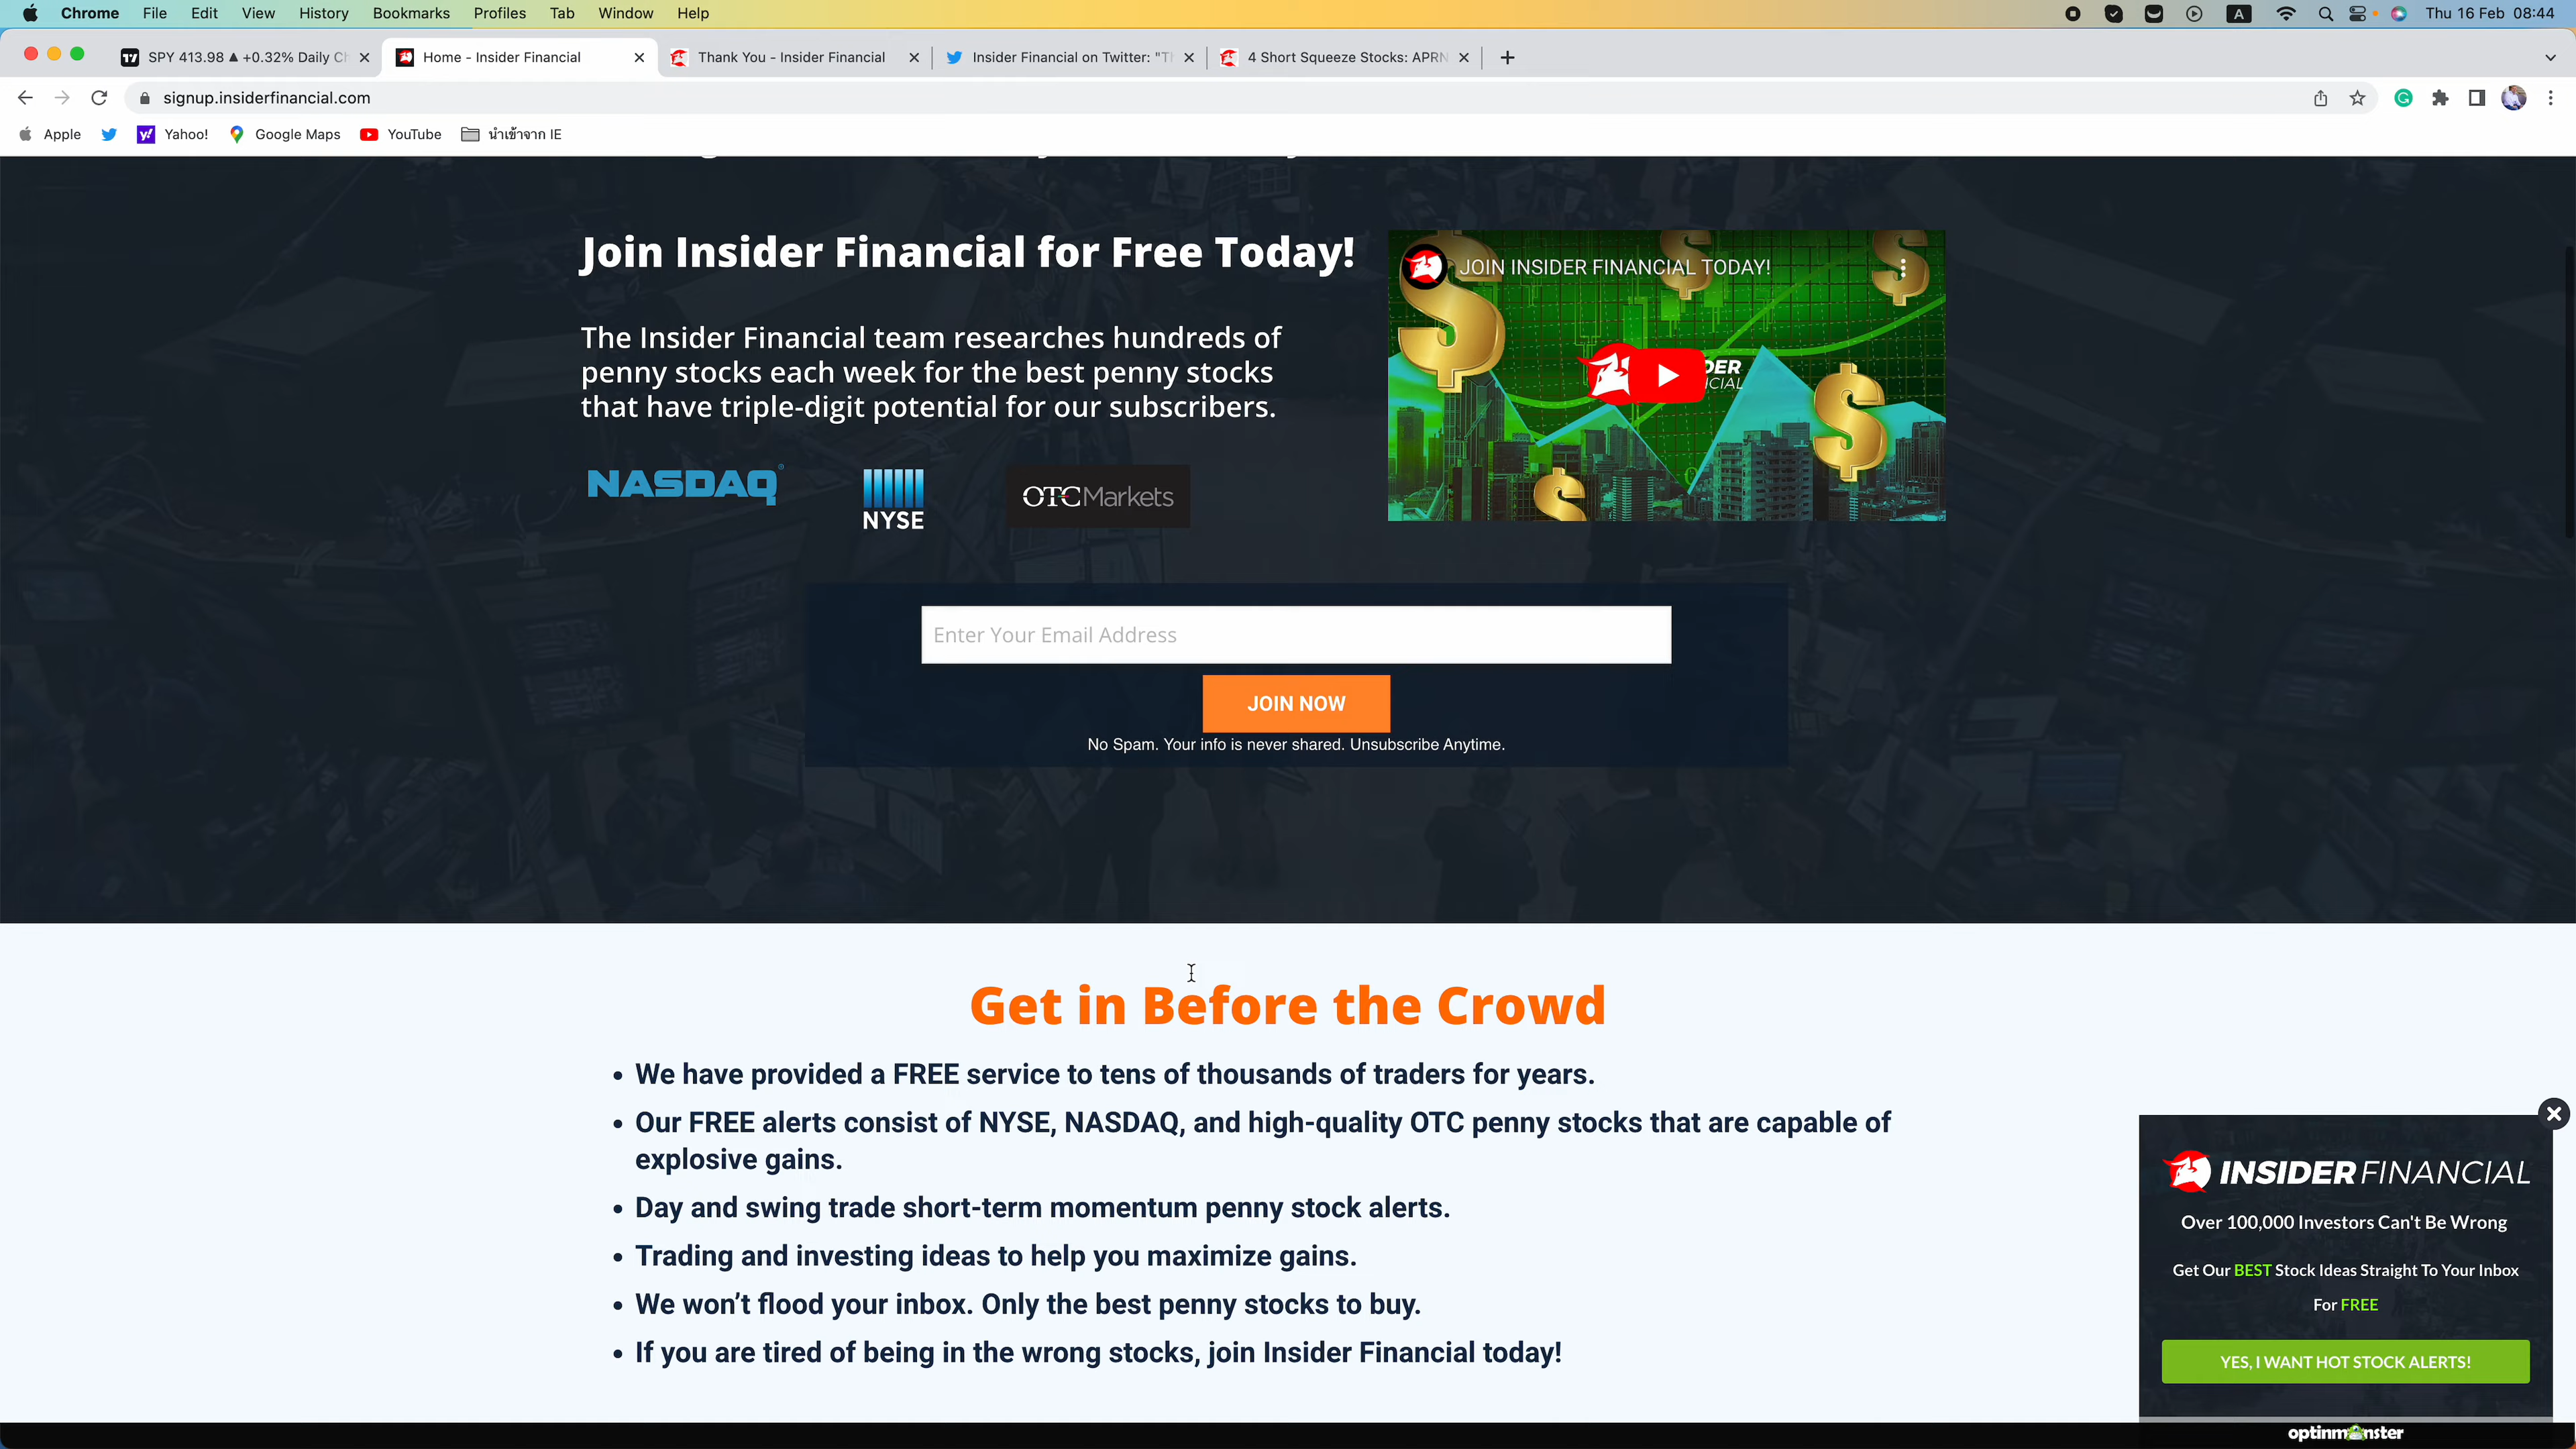 Chrome File Edit View History Bookmarks Profiles Tab Window Help A Thu 16 Feb 08:44
17 SPY 413.98 ▲ +0.32% Daily Home - Insider Financial Thank You - Insider Financial Insider Financial on Twitter: "T 4 Short Squeeze Stocks: APRN
signup.insiderfinancial.com
Apple Yahoo! Google Maps YouTube นำเข้าจาก IE
Join Insider Financial for Free Today!
The Insider Financial team researches hundreds of
penny stocks each week for the best penny stocks
that have triple-digit potential for our subscribers.
NASDAQ NYSE OTCMarkets
JOIN INSIDER FINANCIAL TODAY!
Enter Your Email Address
JOIN NOW
No Spam. Your info is never shared. Unsubscribe Anytime.
Get in Before the Crowd
• We have provided a FREE service to tens of thousands of traders for years.
• Our FREE alerts consist of NYSE, NASDAQ, and high-quality OTC penny stocks that are capable of
explosive gains.
• Day and swing trade short-term momentum penny stock alerts.
• Trading and investing ideas to help you maximize gains.
• We won’t flood your inbox. Only the best penny stocks to buy.
• If you are tired of being in the wrong stocks, join Insider Financial today!
INSIDER FINANCIAL
Over 100,000 Investors Can't Be Wrong
Get Our BEST Stock Ideas Straight To Your Inbox
For FREE
YES, I WANT HOT STOCK ALERTS!
optinmonster